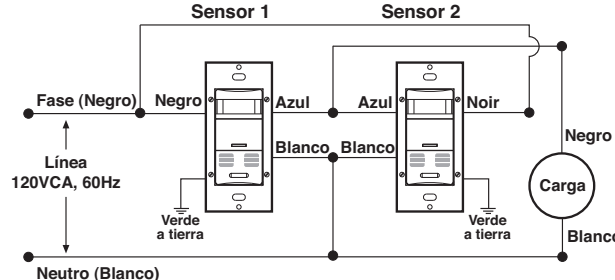 Sensor 1
Sensor 2
Fase (Negro)
Negro
Azul
Azul
Noir
Negro
Línea
120VCA, 60Hz
Blanco
Blanco
Carga
Verde
a tierra
Verde
a tierra
Blanco
Neutro (Blanco)